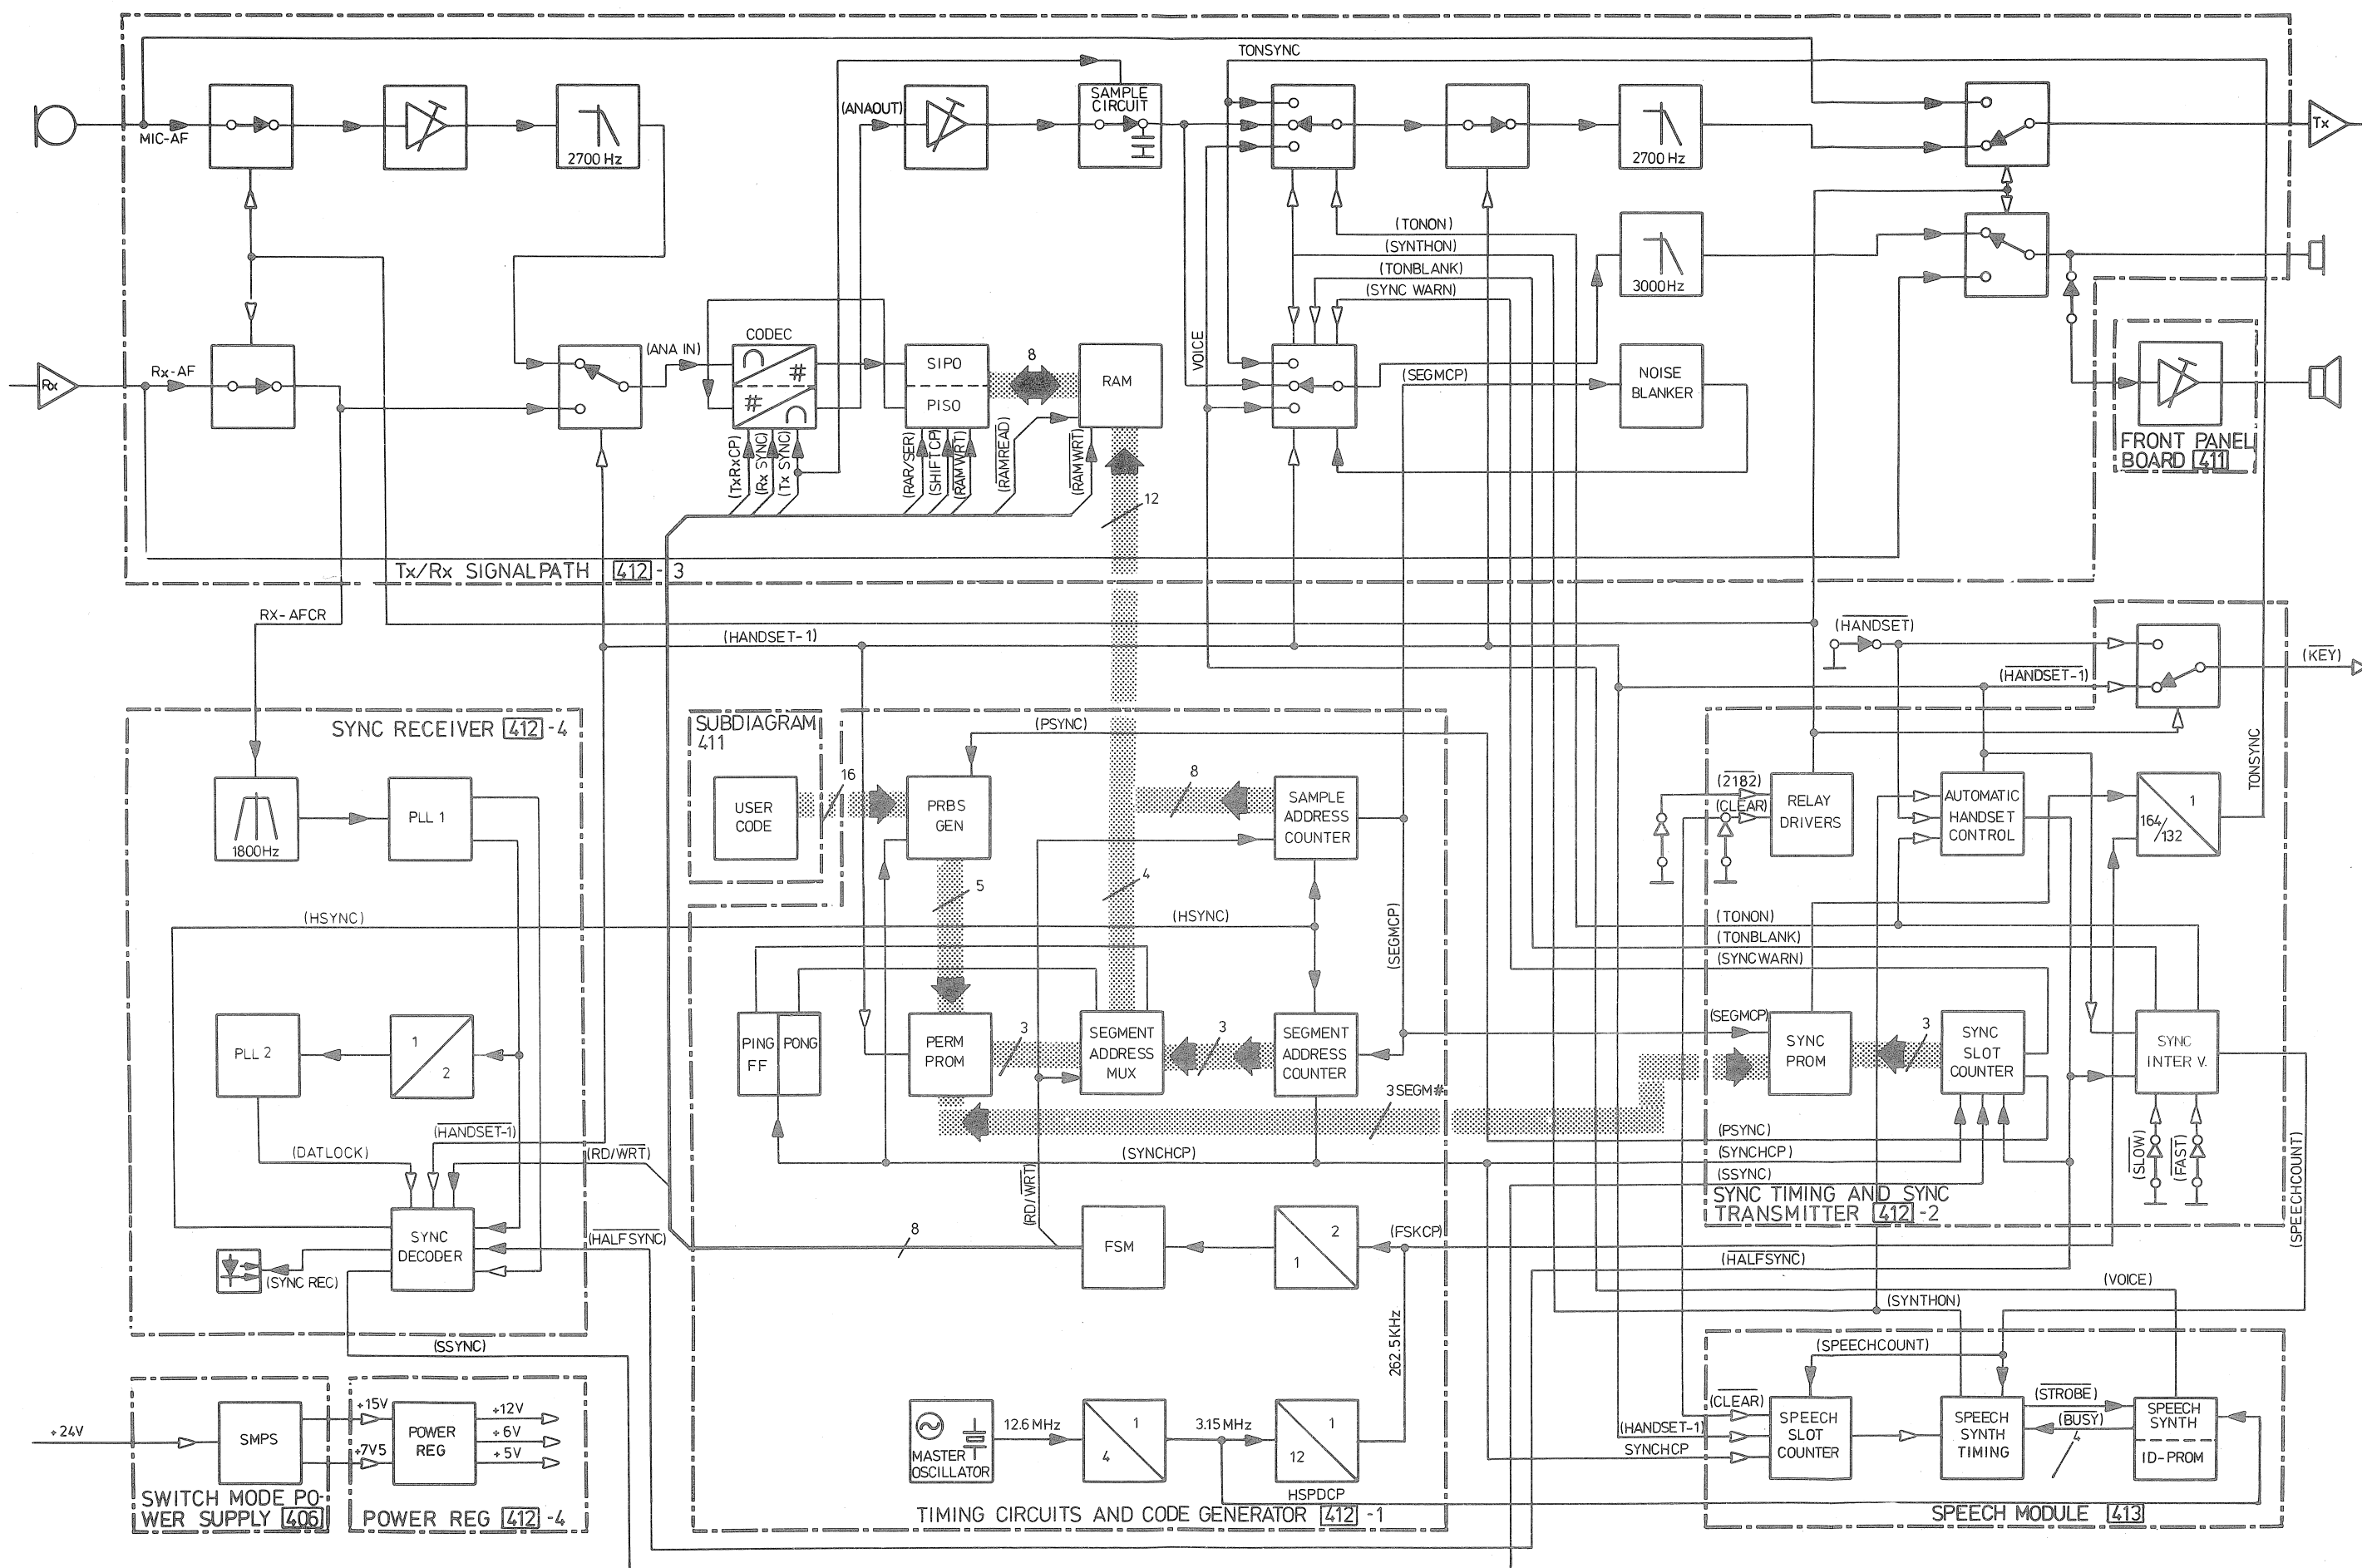 TONSYNC
MIC-AF
2700 Hz
(ANAOUT)
SAMPLE
CIRCUIT
2700 Hz
Tx
(TONON)
(SYNTHON)
(TONBLANK)
(SYNC WARN)
3000Hz
VOICE
Rx
Rx-AF
(ANA IN)
CODEC
#
#
SIPO
PISO
8
RAM
(SEGMCP)
NOISE
BLANKER
FRONT PANEL
BOARD 411
(TxRxCP)
(Rx SYNC)
(Tx SYNC)
(RAR/SER)
(SHIFTCP)
(RAMWRT)
(RAMREAD)
(RAMWRT)
12
Tx/Rx SIGNALPATH 412-3
RX-AFCR
(HANDSET-1)
(HANDSET)
(HANDSET-1)
(KEY)
SYNC RECEIVER 412-4
1800Hz
PLL 1
(HSYNC)
PLL 2
1
2
(DATLOCK)
(HANDSET-1)
(RD/WRT)
SYNC
DECODER
(SYNC REC)
(HALFSYNC)
(SSYNC)
SUBDIAGRAM
411
USER
CODE
16
(PSYNC)
PRBS
GEN
8
SAMPLE
ADDRESS
COUNTER
5
4
(HSYNC)
(SEGMCP)
PING
FF
PONG
PERM
PROM
3
SEGMENT
ADDRESS
MUX
3
SEGMENT
ADDRESS
COUNTER
3SEGM#
(SYNCHCP)
(RD/WRT)
8
FSM
2
1
(FSKCP)
262.5KHz
MASTER
OSCILLATOR
12.6 MHz
1
4
3.15 MHz
1
12
HSPDCP
TIMING CIRCUITS AND CODE GENERATOR 412 -1
(2182)
(CLEAR)
RELAY
DRIVERS
AUTOMATIC
HANDSET
CONTROL
1
164/132
TONSYNC
(TONON)
(TONBLANK)
(SYNCWARN)
(SEGMCP)
SYNC
PROM
3
SYNC
SLOT
COUNTER
SYNC
INTER V.
(PSYNC)
(SYNCHCP)
(SSYNC)
(SLOW)
(FAST)
(SPEECHCOUNT)
SYNC TIMING AND SYNC
TRANSMITTER 412 -2
(HALFSYNC)
(VOICE)
(SYNTHON)
(SPEECHCOUNT)
(CLEAR)
(HANDSET-1)
SYNCHCP
SPEECH
SLOT
COUNTER
SPEECH
SYNTH
TIMING
(STROBE)
(BUSY)
4
SPEECH
SYNTH
ID-PROM
SPEECH MODULE 413
+24V
SMPS
+15V
+7V5
POWER
REG
+12V
+6V
+5V
SWITCH MODE PO-
WER SUPPLY 406
POWER REG 412 -4